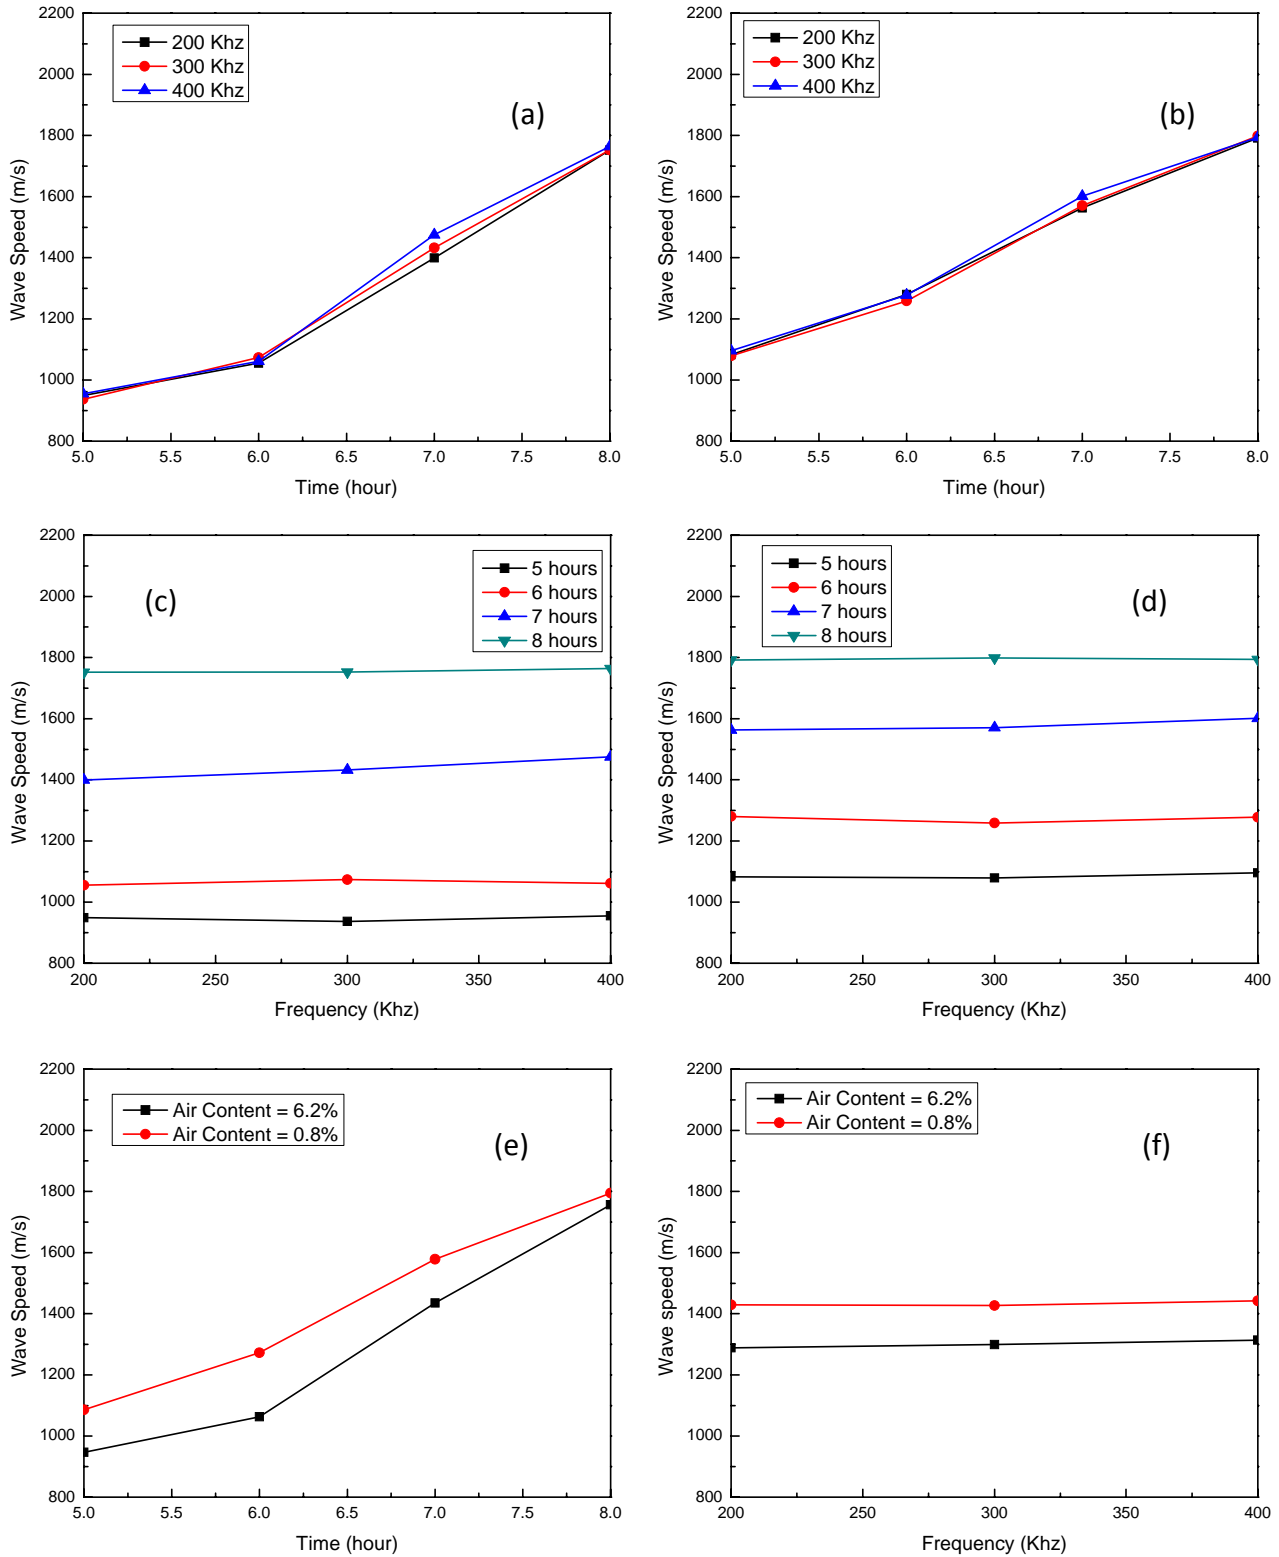 2200
2000
1800
1600
1400
1200
1000
800
Wave Speed (m/s)
200 Khz
300 Khz
400 Khz
(a)
5.0 5.5 6.0 6.5 7.0 7.5 8.0
Time (hour)
2200
2000
1800
1600
1400
1200
1000
800
Wave Speed (m/s)
200 Khz
300 Khz
400 Khz
(b)
5.0 5.5 6.0 6.5 7.0 7.5 8.0
Time (hour)
2200
2000
1800
1600
1400
1200
1000
800
Wave Speed (m/s)
5 hours
6 hours
7 hours
8 hours
(c)
200 250 300 350 400
Frequency (Khz)
2200
2000
1800
1600
1400
1200
1000
800
Wave Speed (m/s)
5 hours
6 hours
7 hours
8 hours
(d)
200 250 300 350 400
Frequency (Khz)
2200
2000
1800
1600
1400
1200
1000
800
Wave Speed (m/s)
Air Content = 6.2%
Air Content = 0.8%
(e)
5.0 5.5 6.0 6.5 7.0 7.5 8.0
Time (hour)
2200
2000
1800
1600
1400
1200
1000
800
Wave speed (m/s)
Air Content = 6.2%
Air Content = 0.8%
(f)
200 250 300 350 400
Frequency (Khz)